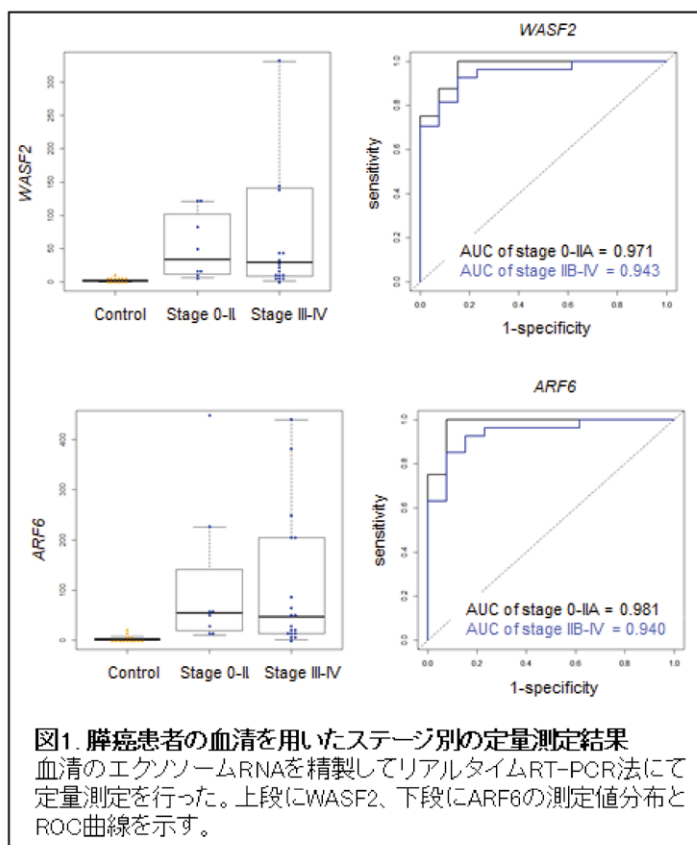 WASF2
WASF2
300
250
200
150
100
50
0
Control Stage 0-II. Stage III-IV
sensitivity
1.0
0.8
0.6
0.4
0.2
0.0
AUC of stage 0-IIA = 0.971
AUC of stage IIB-IV = 0.943
0.0 0.2 0.4 0.6 0.8 1.0
1-specificity
ARF6
ARF6
400
300
200
100
0
Control Stage 0-II. Stage III-IV
sensitivity
1.0
0.8
0.6
0.4
0.2
0.0
AUC of stage 0-IIA = 0.981
AUC of stage IIB-IV = 0.940
0.0 0.2 0.4 0.6 0.8 1.0
1-specificity
図1. 膵癌患者の血清を用いたステージ別の定量測定結果
血清のエクソソームRNAを精製してリアルタイムRT-PCR法にて
定量測定を行った。上段にWASF2、下段にARF6の測定値分布と
ROC曲線を示す。